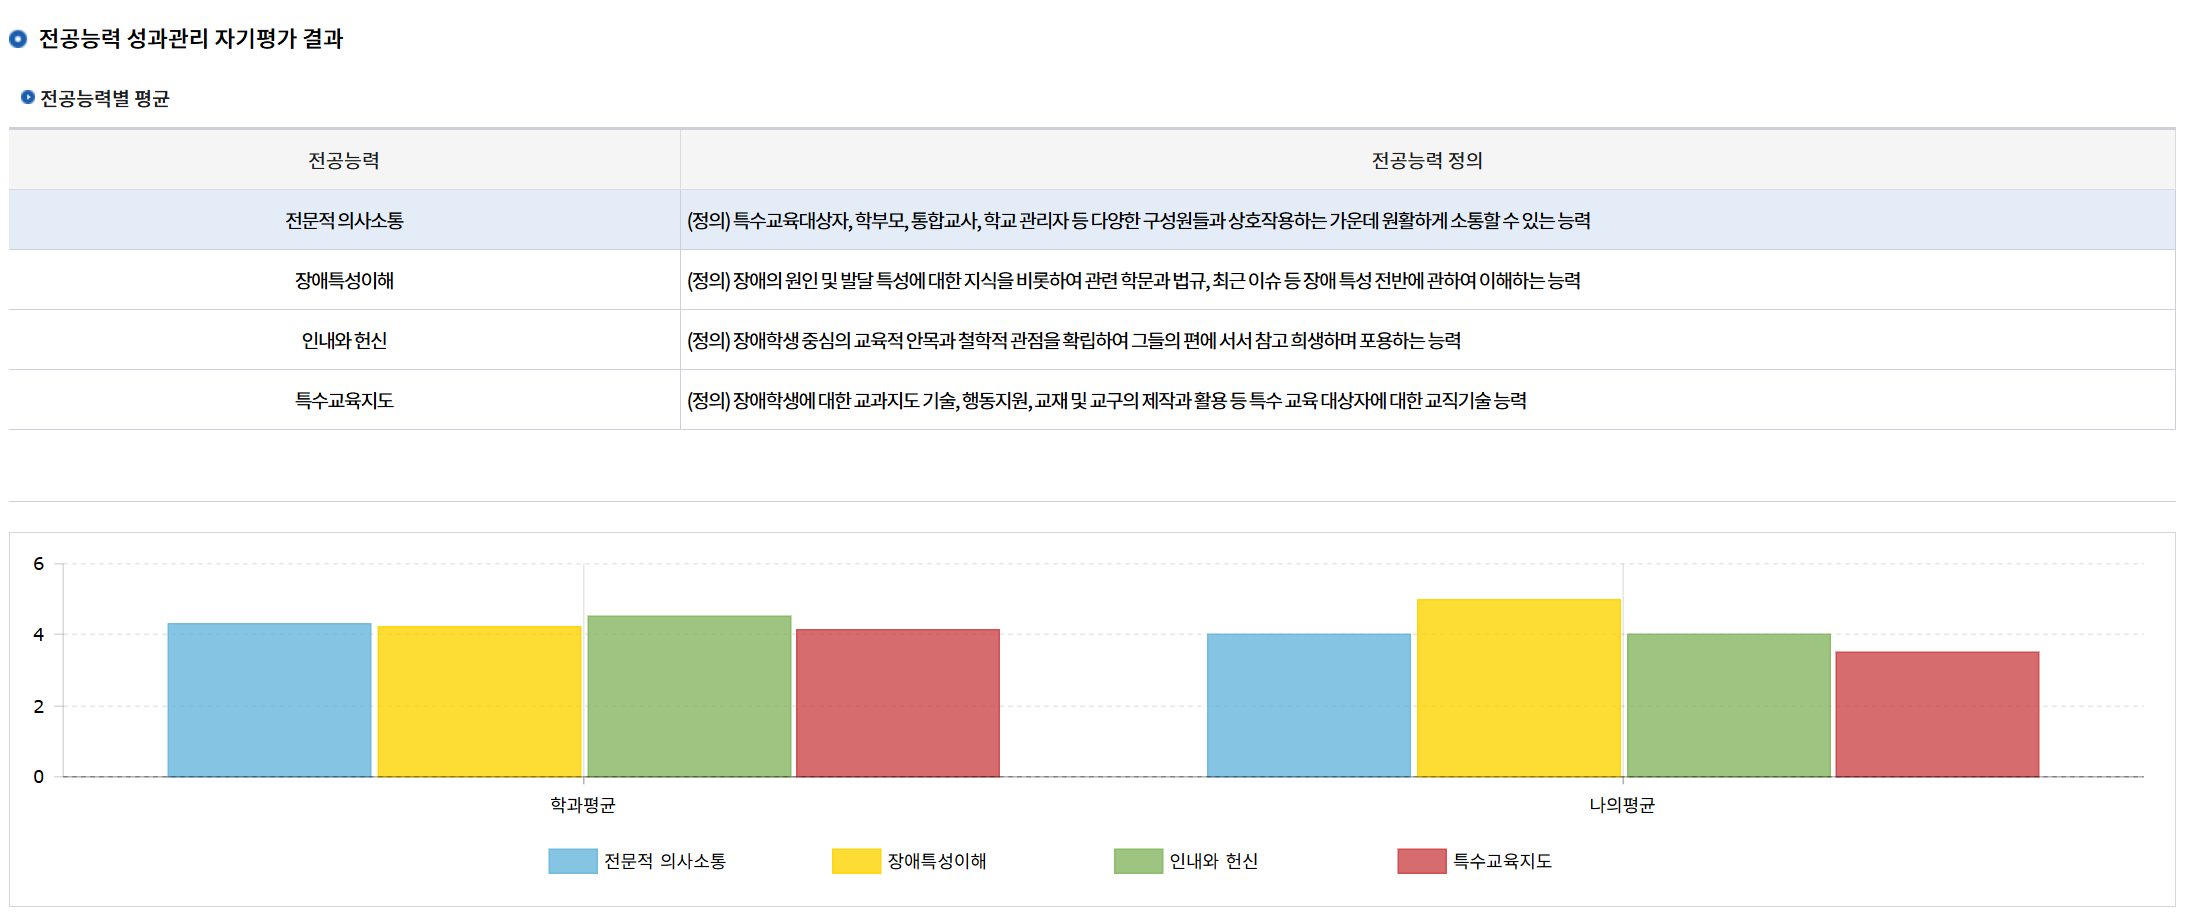 전공능력 성과관리 자기평가 결과
전공능력별 평균
전공능력 전공능력 정의
전문적 의사소통 (정의) 특수교육대상자, 학부모, 통합교사, 학교 관리자 등 다양한 구성원들과 상호작용하는 가운데 원활하게 소통할 수 있는 능력
장애특성이해 (정의) 장애의 원인 및 발달 특성에 대한 지식을 비롯하여 관련 학문과 법규, 최근 이슈 등 장애 특성 전반에 관하여 이해하는 능력
인내와 헌신 (정의) 장애학생 중심의 교육적 안목과 철학적 관점을 확립하여 그들의 편에 서서 참고 희생하며 포용하는 능력
특수교육지도 (정의) 장애학생에 대한 교과지도 기술, 행동지원, 교재 및 교구의 제작과 활용 등 특수 교육 대상자에 대한 교직기술 능력
6
4
2
0
학과평균 나의평균
전문적 의사소통 장애특성이해 인내와 헌신 특수교육지도